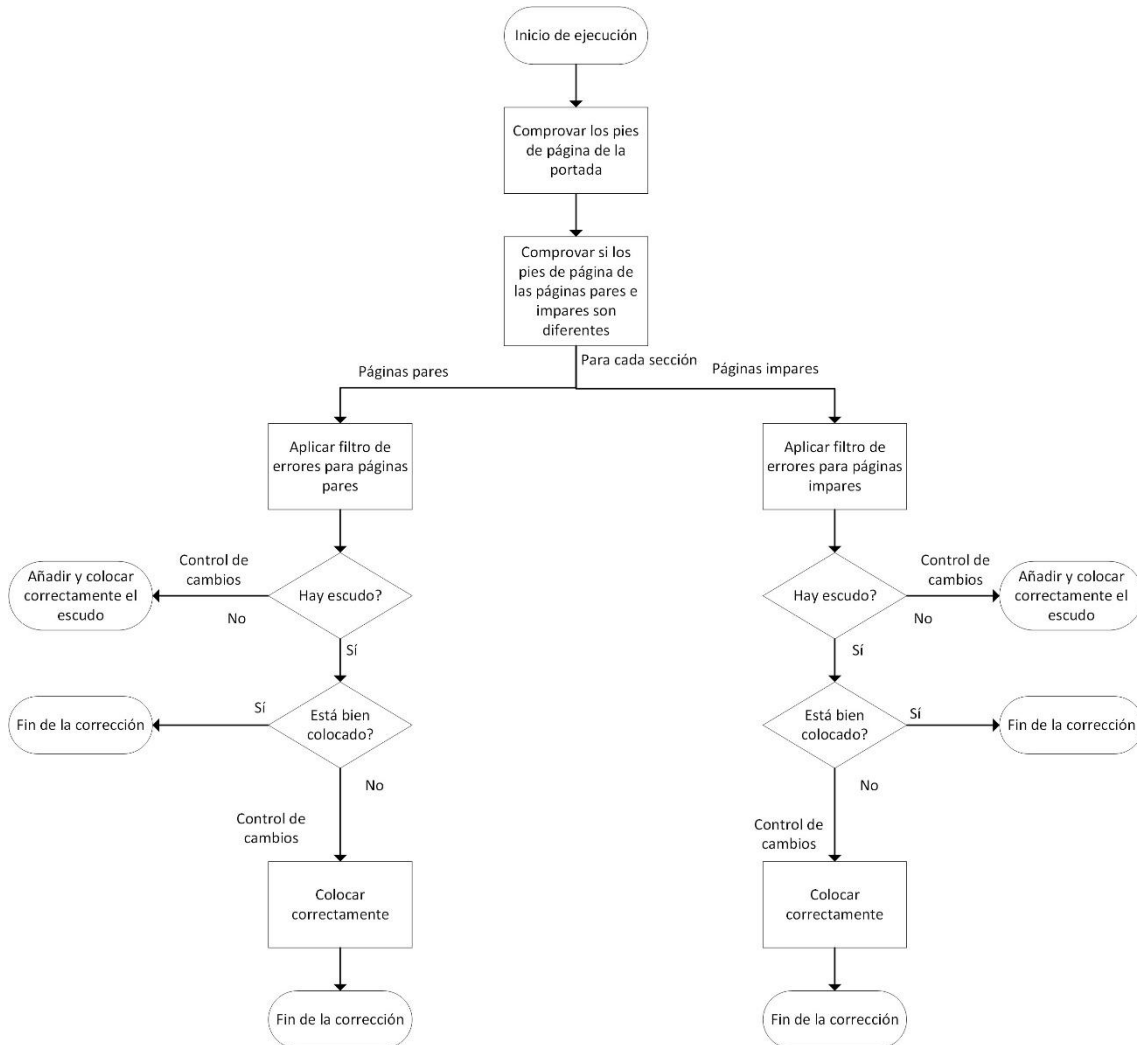 Inicio de ejecución
Comprovar los pies
de página de la
portada
Comprovar si los
pies de página de
las páginas pares e
impares son
diferentes
Para cada sección
Páginas pares
Páginas impares
Aplicar filtro de
errores para páginas
pares
Aplicar filtro de
errores para páginas
impares
Control de
cambios
Añadir y colocar
correctamente el
escudo
Hay escudo?
No
Sí
Hay escudo?
Control de
cambios
Añadir y colocar
correctamente el
escudo
No
Sí
Fin de la corrección
Sí
Está bien
colocado?
No
Está bien
colocado?
Sí
Fin de la corrección
No
Control de
cambios
Control de
cambios
Colocar
correctamente
Colocar
correctamente
Fin de la corrección
Fin de la corrección